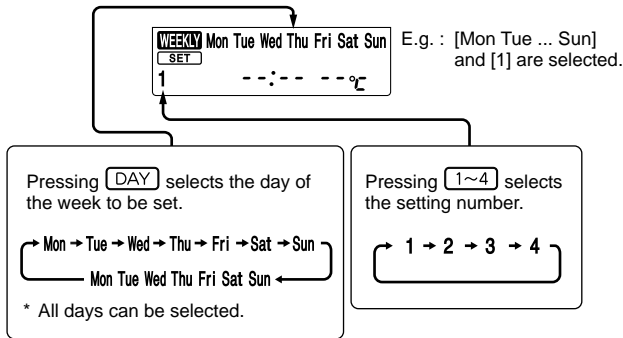 WEEKLY Mon Tue Wed Thu Fri Sat Sun
SET
1 --:-- --℃
E.g. : [Mon Tue ... Sun]
and [1] are selected.
Pressing DAY selects the day of
the week to be set.
Mon → Tue → Wed → Thu → Fri → Sat → Sun
Mon Tue Wed Thu Fri Sat Sun
* All days can be selected.
Pressing 1~4 selects
the setting number.
1 → 2 → 3 → 4